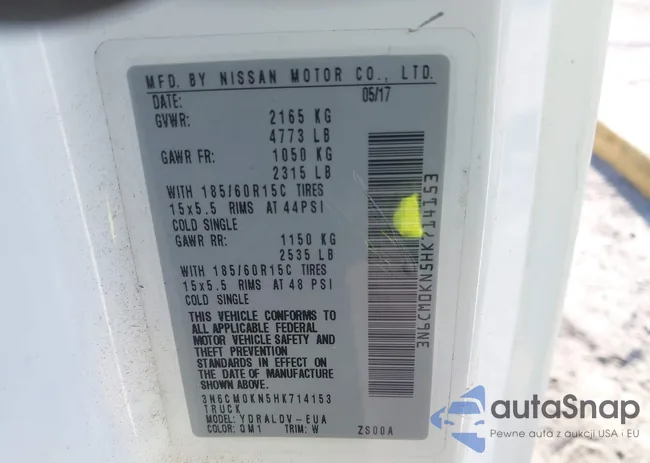 MFD. BY NISSAN MOTOR CO., LTD.
DATE: 05/17
GVWR: 2165 KG
4773 LB
GAWR FR: 1050 KG
2315 LB
WITH 185/60R15C TIRES
15x5.5 RIMS AT 44PSI
COLD SINGLE
GAWR RR: 1150 KG
2535 LB
WITH 185/60R15C TIRES
15x5.5 RIMS AT 48 PSI
COLD SINGLE
THIS VEHICLE CONFORMS TO
ALL APPLICABLE FEDERAL
MOTOR VEHICLE SAFETY AND
THEFT PREVENTION
STANDARDS IN EFFECT ON THE
DATE OF MANUFACTURE
SHOWN ABOVE.
3N6CM0KN5HK714153
TRUCK
MODEL: YDRALDV-EUA
COLOR: QM1 TRIM: W ZS00A
3N6CM0KN5HK714153
autoSnap
Pewne auto z aukcji USA i EU